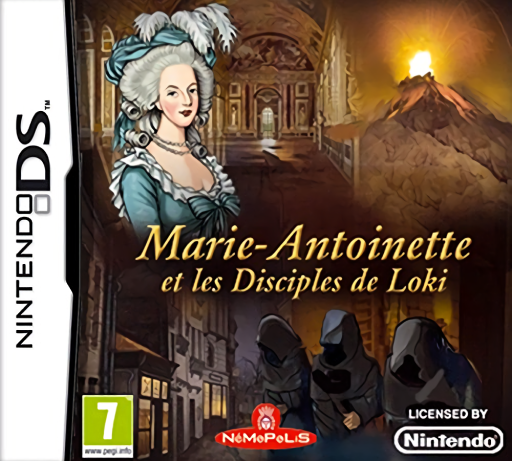 NINTENDO DS™
Marie-Antoinette
et les Disciples de Loki
7
www.pegi.info
NéMoPoLiS
LICENSED BY
Nintendo